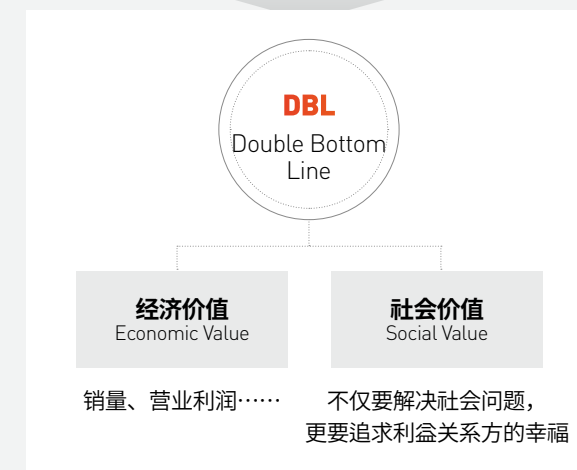 DBL
Double Bottom
Line
经济价值
Economic Value
销量、营业利润……
社会价值
Social Value
不仅要解决社会问题，
更要追求利益关系方的幸福